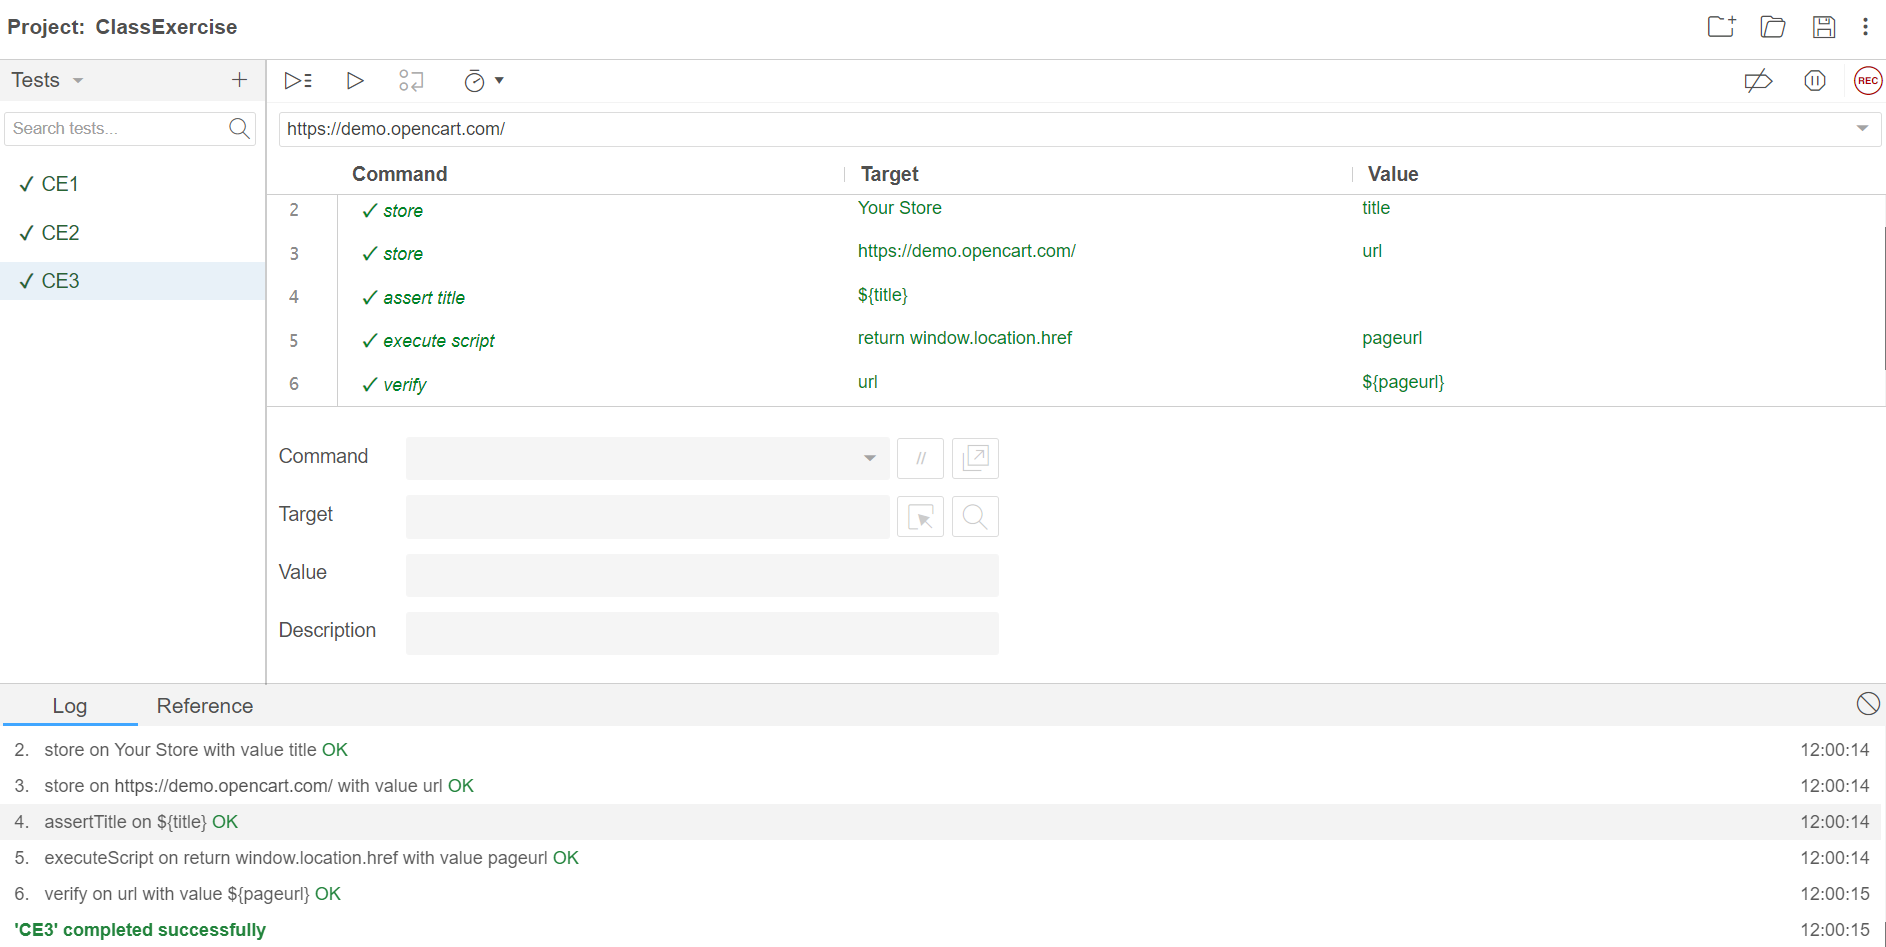 Project: ClassExercise
Tests
Search tests...
CE1
CE2
CE3
REC
https://demo.opencart.com/
Command Target Value
2 store Your Store title
3 store https://demo.opencart.com/ url
4 assert title ${title}
5 execute script return window.location.href pageurl
6 verify url ${pageurl}
Command //
Target
Value
Description
Log Reference
2. store on Your Store with value title OK 12:00:14
3. store on https://demo.opencart.com/ with value url OK 12:00:14
4. assertTitle on ${title} OK 12:00:14
5. executeScript on return window.location.href with value pageurl OK 12:00:14
6. verify on url with value ${pageurl} OK 12:00:15
'CE3' completed successfully 12:00:15